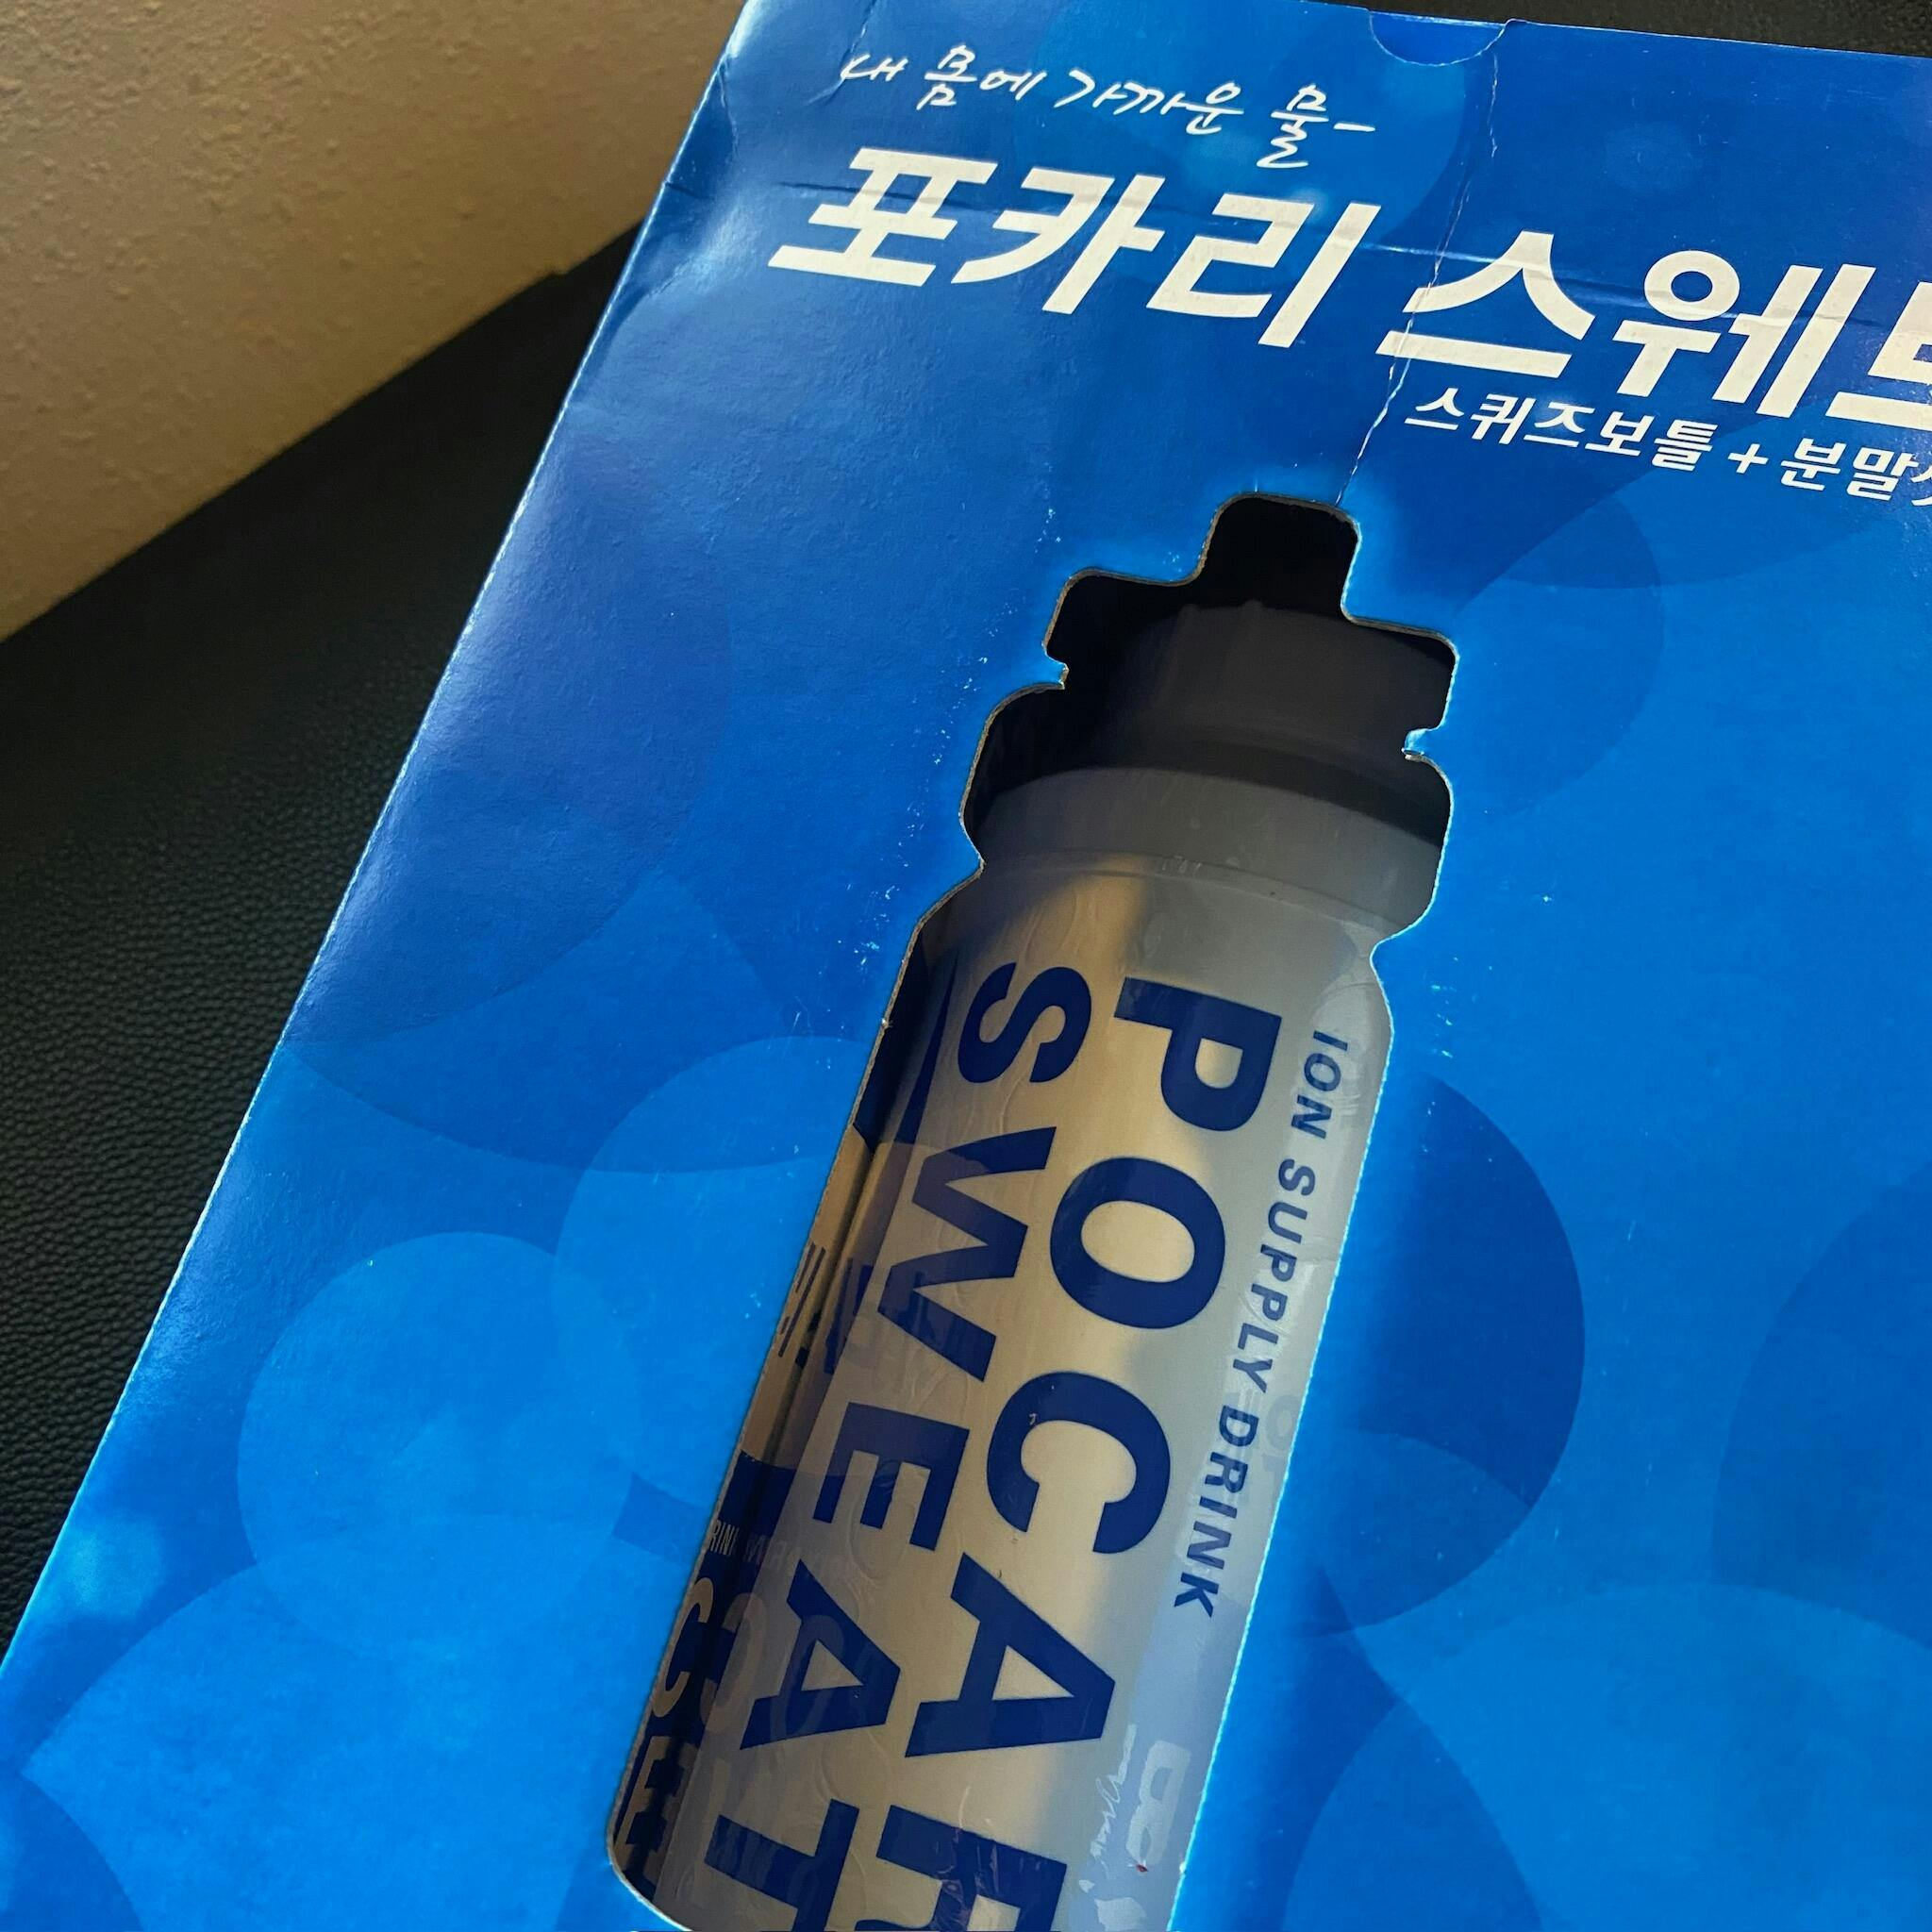 내 몸에 가까운 물-
포카리 스웨트
스퀴즈보틀 + 분말
ION SUPPLY DRINK
POCAR
SWEAT